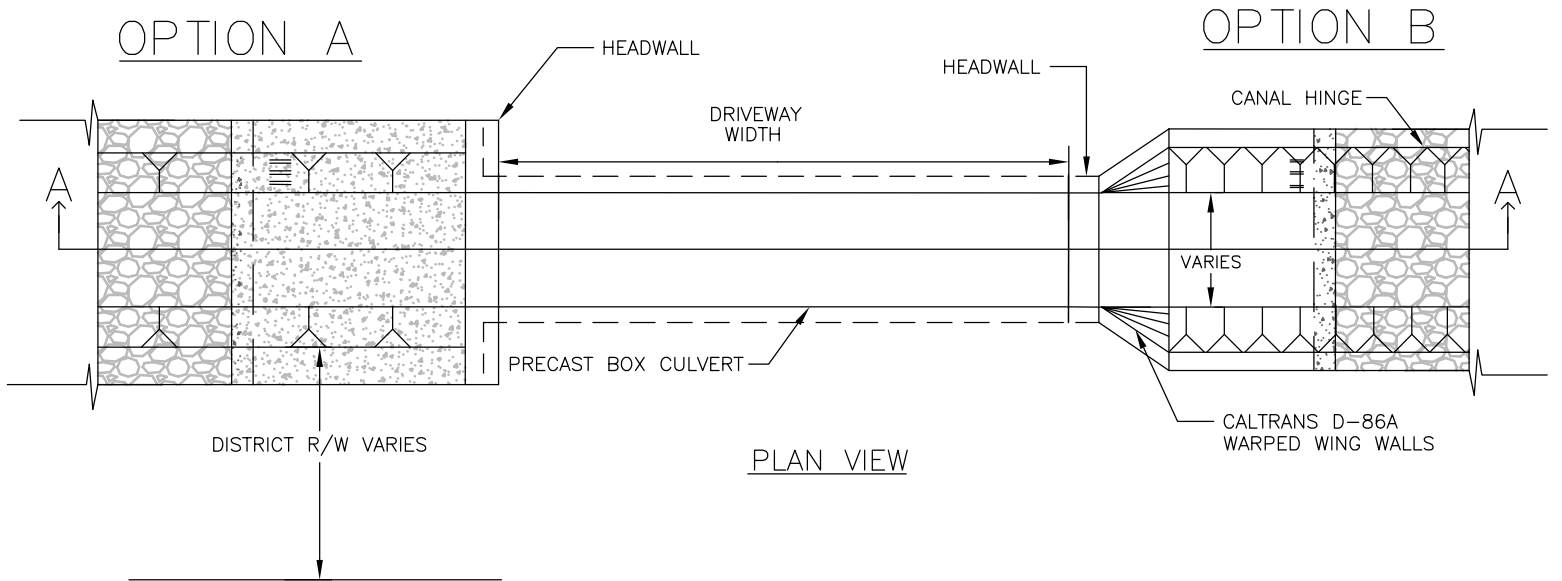 OPTION A
OPTION B
HEADWALL
HEADWALL
CANAL HINGE
DRIVEWAY
WIDTH
A
A
VARIES
PRECAST BOX CULVERT
DISTRICT R/W VARIES
CALTRANS D-86A
WARPED WING WALLS
PLAN VIEW